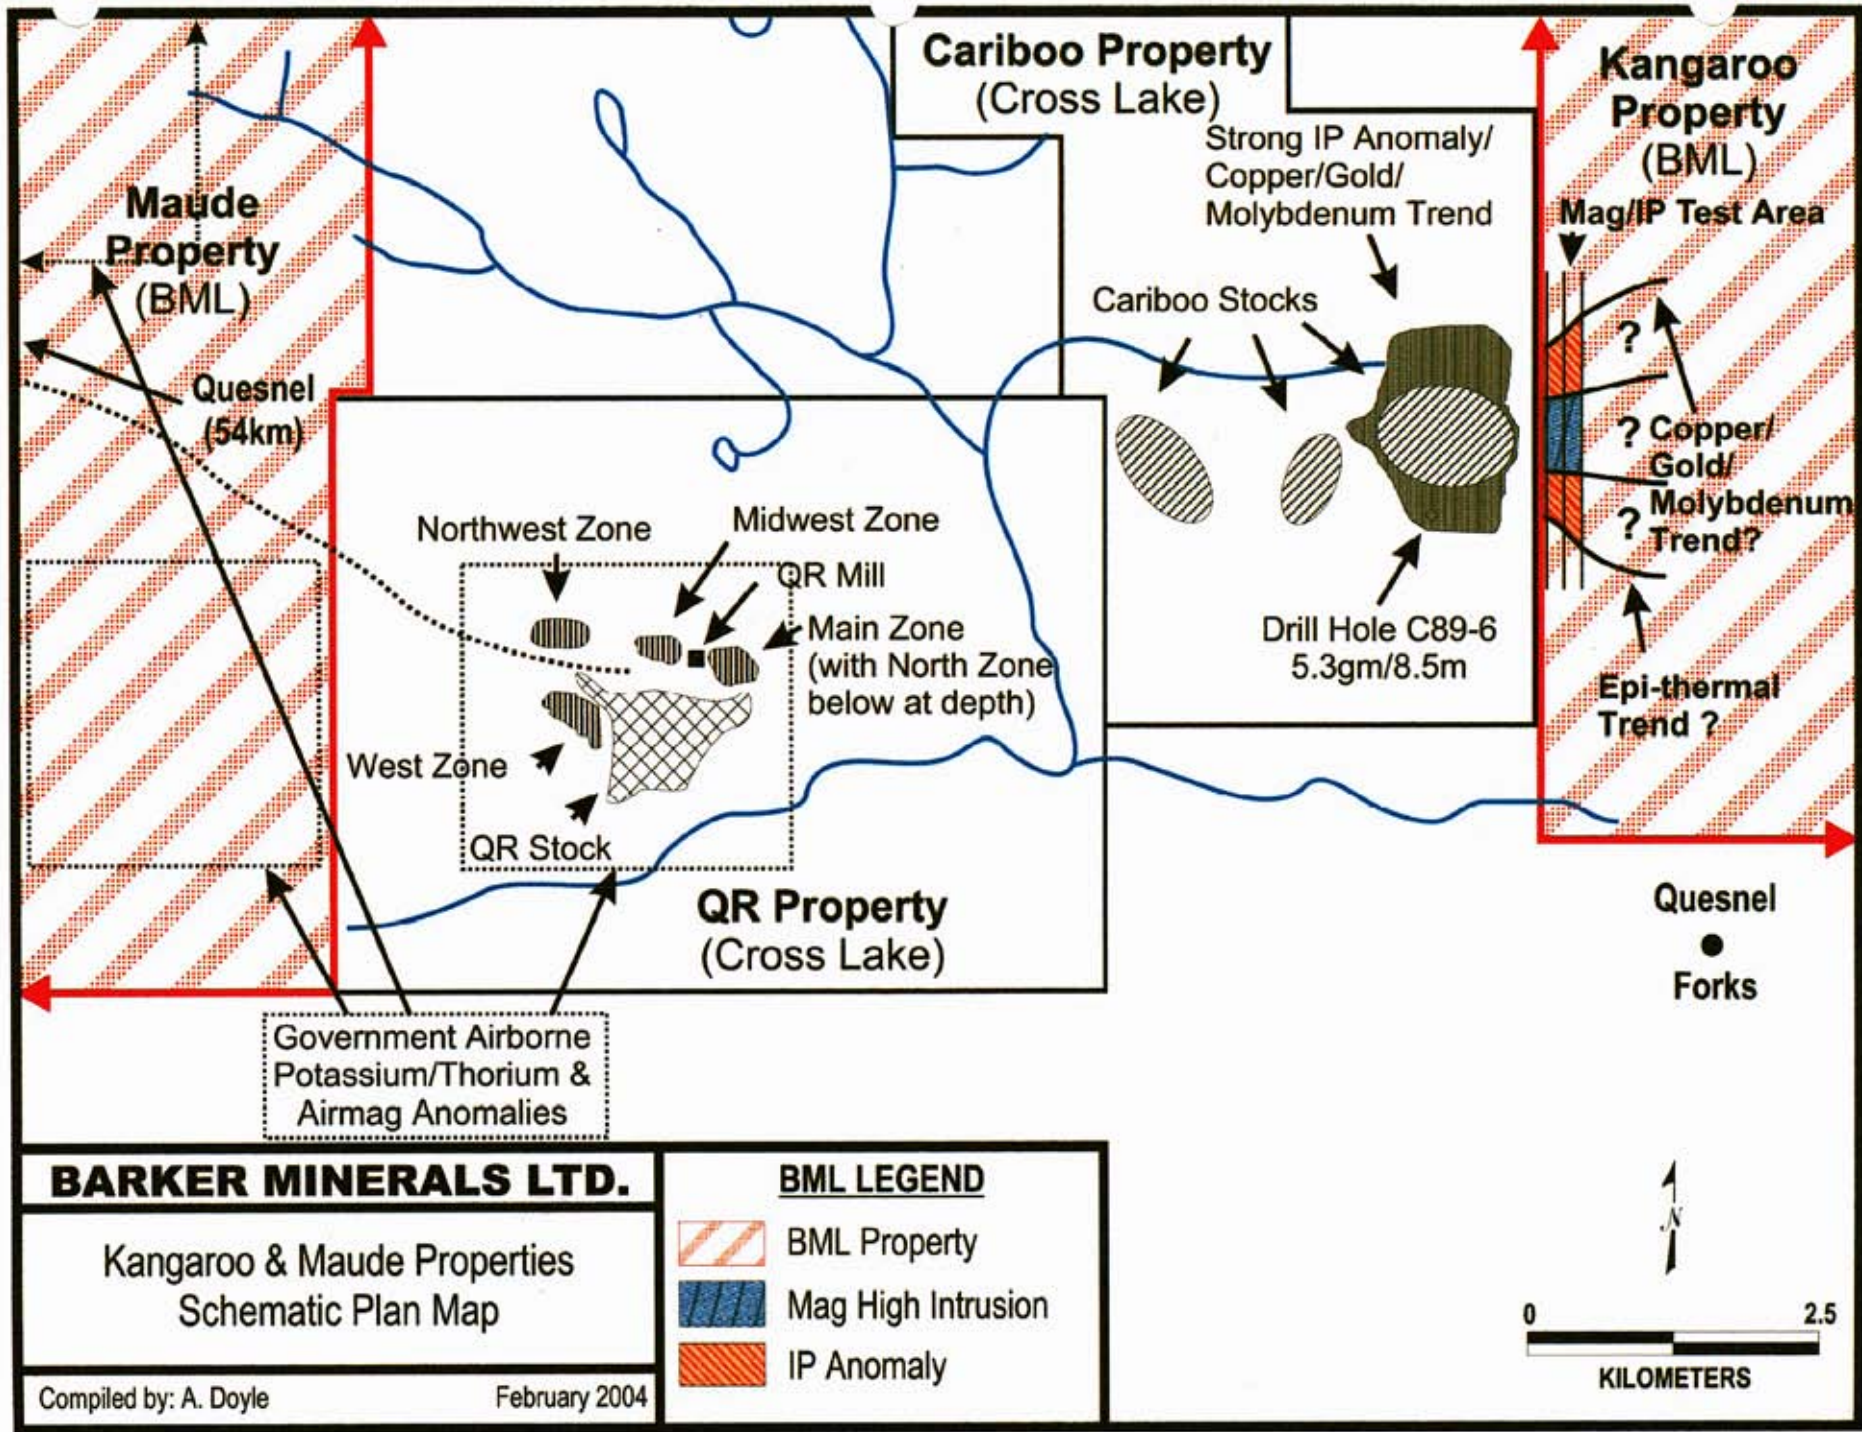 Cariboo Property
(Cross Lake)
Kangaroo
Property
(BML)
Strong IP Anomaly/
Copper/Gold/
Molybdenum Trend
Mag/IP Test Area
Maude
Property
(BML)
Cariboo Stocks
?
Quesnel
(54km)
? Copper/
Gold/
Molybdenum
? Trend?
Northwest Zone
Midwest Zone
QR Mill
Main Zone
(with North Zone
below at depth)
Drill Hole C89-6
5.3gm/8.5m
Epi-thermal
Trend ?
West Zone
QR Stock
QR Property
(Cross Lake)
Quesnel
Forks
Government Airborne
Potassium/Thorium &
Airmag Anomalies
BARKER MINERALS LTD.
Kangaroo & Maude Properties
Schematic Plan Map
Compiled by: A. Doyle February 2004
BML LEGEND
BML Property
Mag High Intrusion
IP Anomaly
N
0 2.5
KILOMETERS